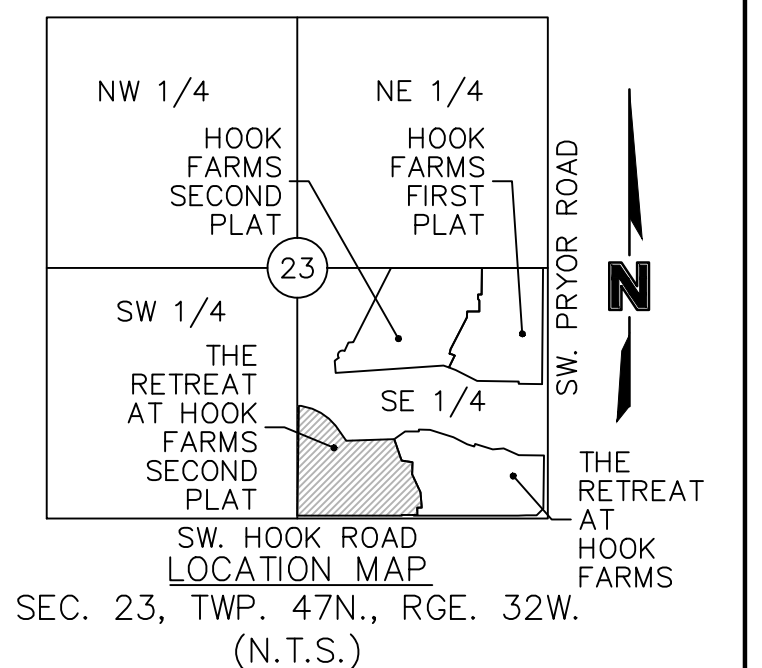 NW 1/4
NE 1/4
HOOK
FARMS
SECOND
PLAT
HOOK
FARMS
FIRST
PLAT
SW. PRYOR ROAD
N
23
SW 1/4
THE
RETREAT
AT HOOK
FARMS
SECOND
PLAT
SE 1/4
THE
RETREAT
AT
HOOK
FARMS
SW. HOOK ROAD
LOCATION MAP
SEC. 23, TWP. 47N., RGE. 32W.
(N.T.S.)